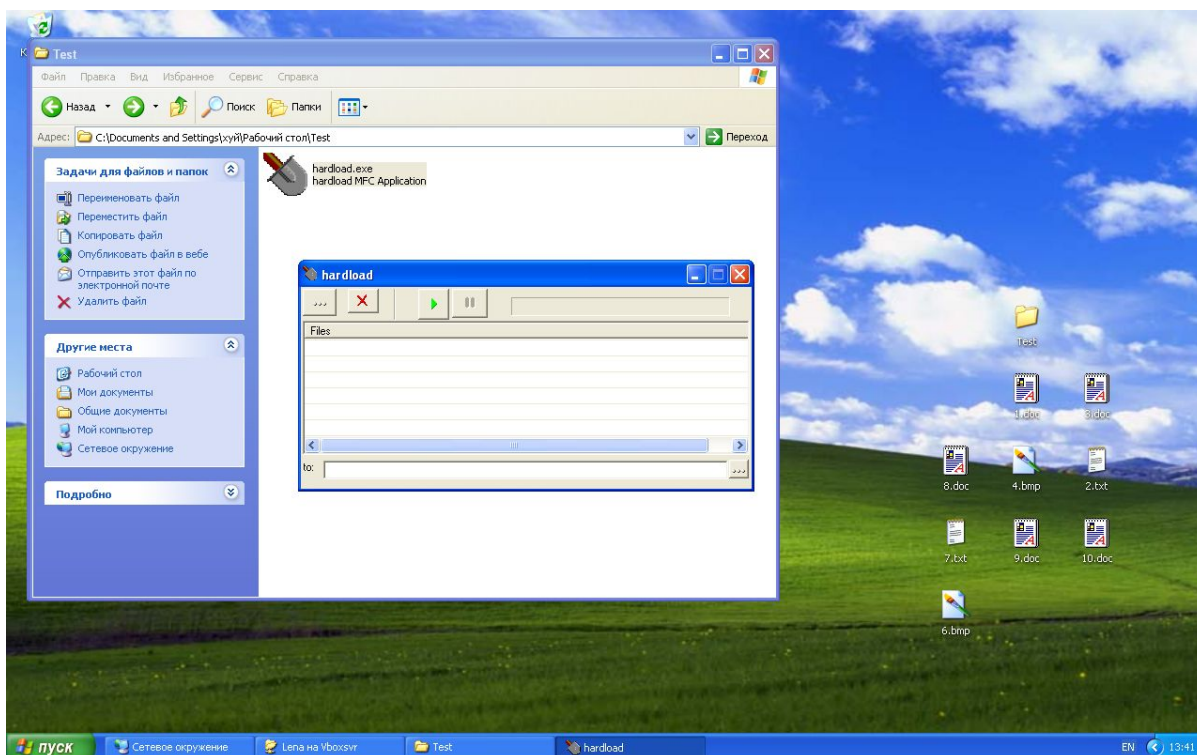 К
Test
Файл Правка Вид Избранное Сервис Справка
Назад Поиск Папки
Адрес: C:\Documents and Settings\хуй\Рабочий стол\Test Переход
Задачи для файлов и папок
Переименовать файл
Переместить файл
Копировать файл
Опубликовать файл в вебе
Отправить этот файл по
электронной почте
Удалить файл
Другие места
Рабочий стол
Мои документы
Общие документы
Мой компьютер
Сетевое окружение
Подробно
hardload.exe
hardload MFC Application
hardload
...
Files
to:
...
Test
1.doc 3.doc
8.doc 4.bmp 2.txt
7.txt 9.doc 10.doc
6.bmp
пуск Сетевое окружение Lena на Vboxsvr Test hardload EN 13:41